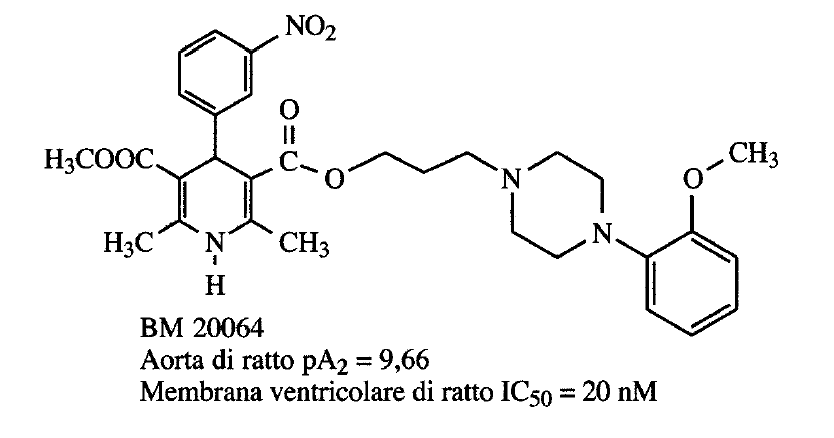 NO2
O
H3COOC
C
O
N
O
CH3
H3C
N
CH3
N
H
BM 20064
Aorta di ratto pA2 = 9,66
Membrana ventricolare di ratto IC50 = 20 nM